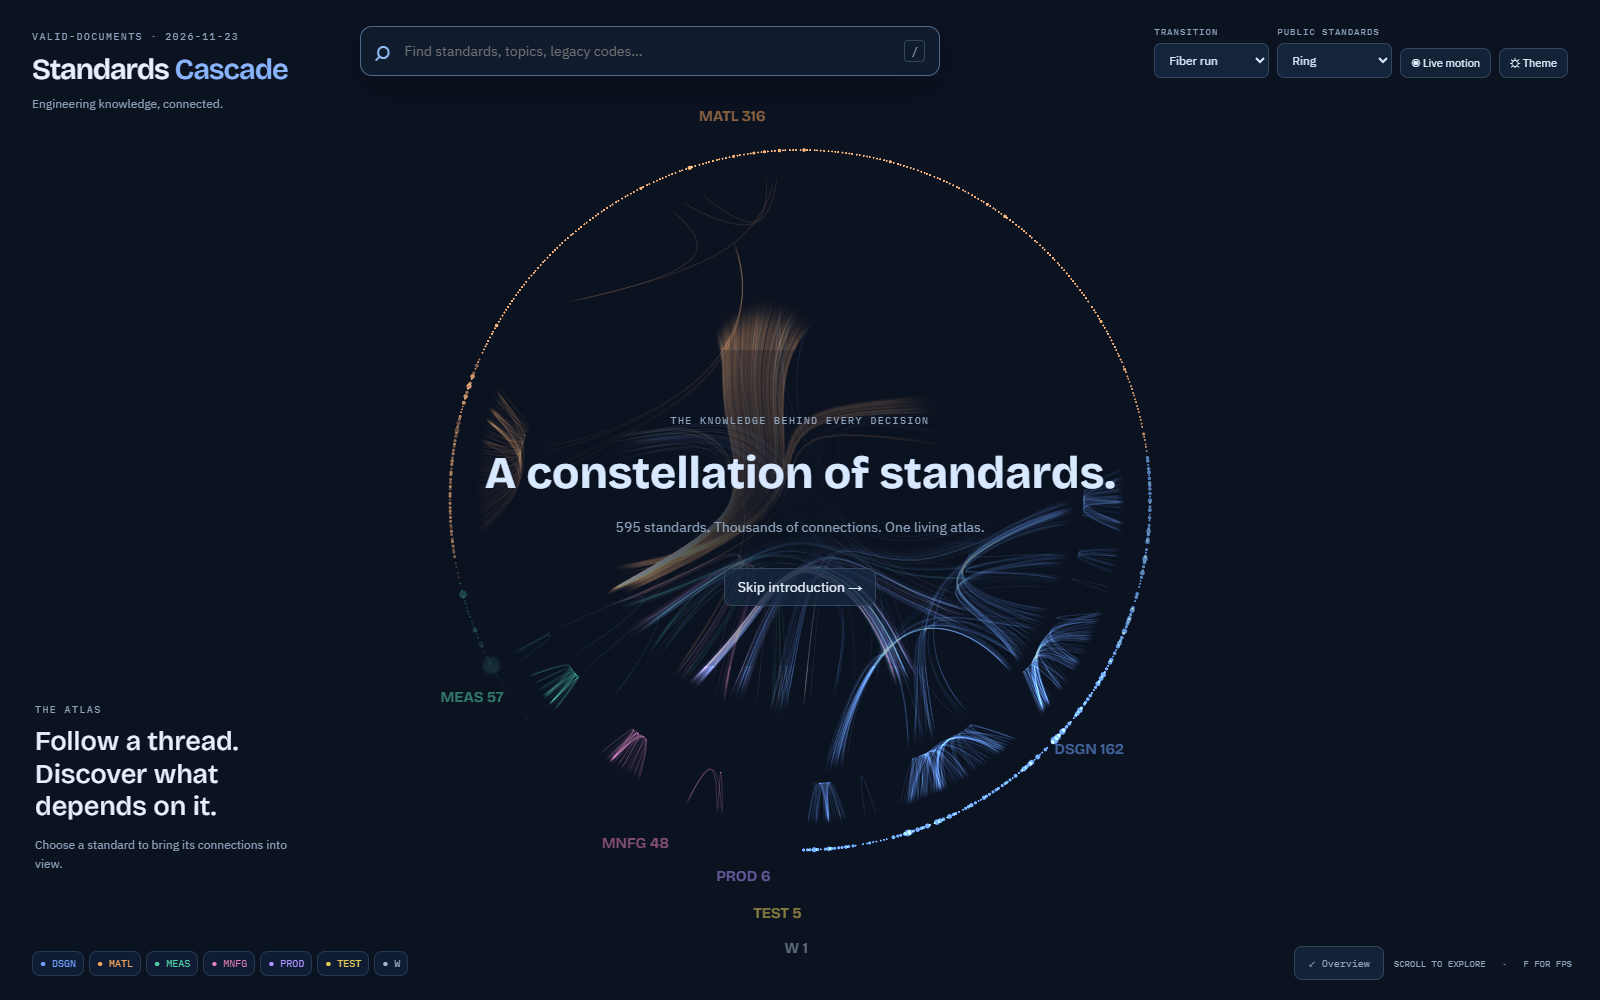 VALID-DOCUMENTS · 2026-11-23
Standards Cascade
Engineering knowledge, connected.
Find standards, topics, legacy codes...
/
TRANSITION
Fiber run
PUBLIC STANDARDS
Ring
Live motion
Theme
MATL 316
THE KNOWLEDGE BEHIND EVERY DECISION
A constellation of standards.
595 standards. Thousands of connections. One living atlas.
Skip introduction →
MEAS 57
DSGN 162
MNFG 48
PROD 6
TEST 5
W 1
THE ATLAS
Follow a thread.
Discover what
depends on it.
Choose a standard to bring its connections into
view.
DSGN
MATL
MEAS
MNFG
PROD
TEST
W
✓ Overview
SCROLL TO EXPLORE · F FOR FPS